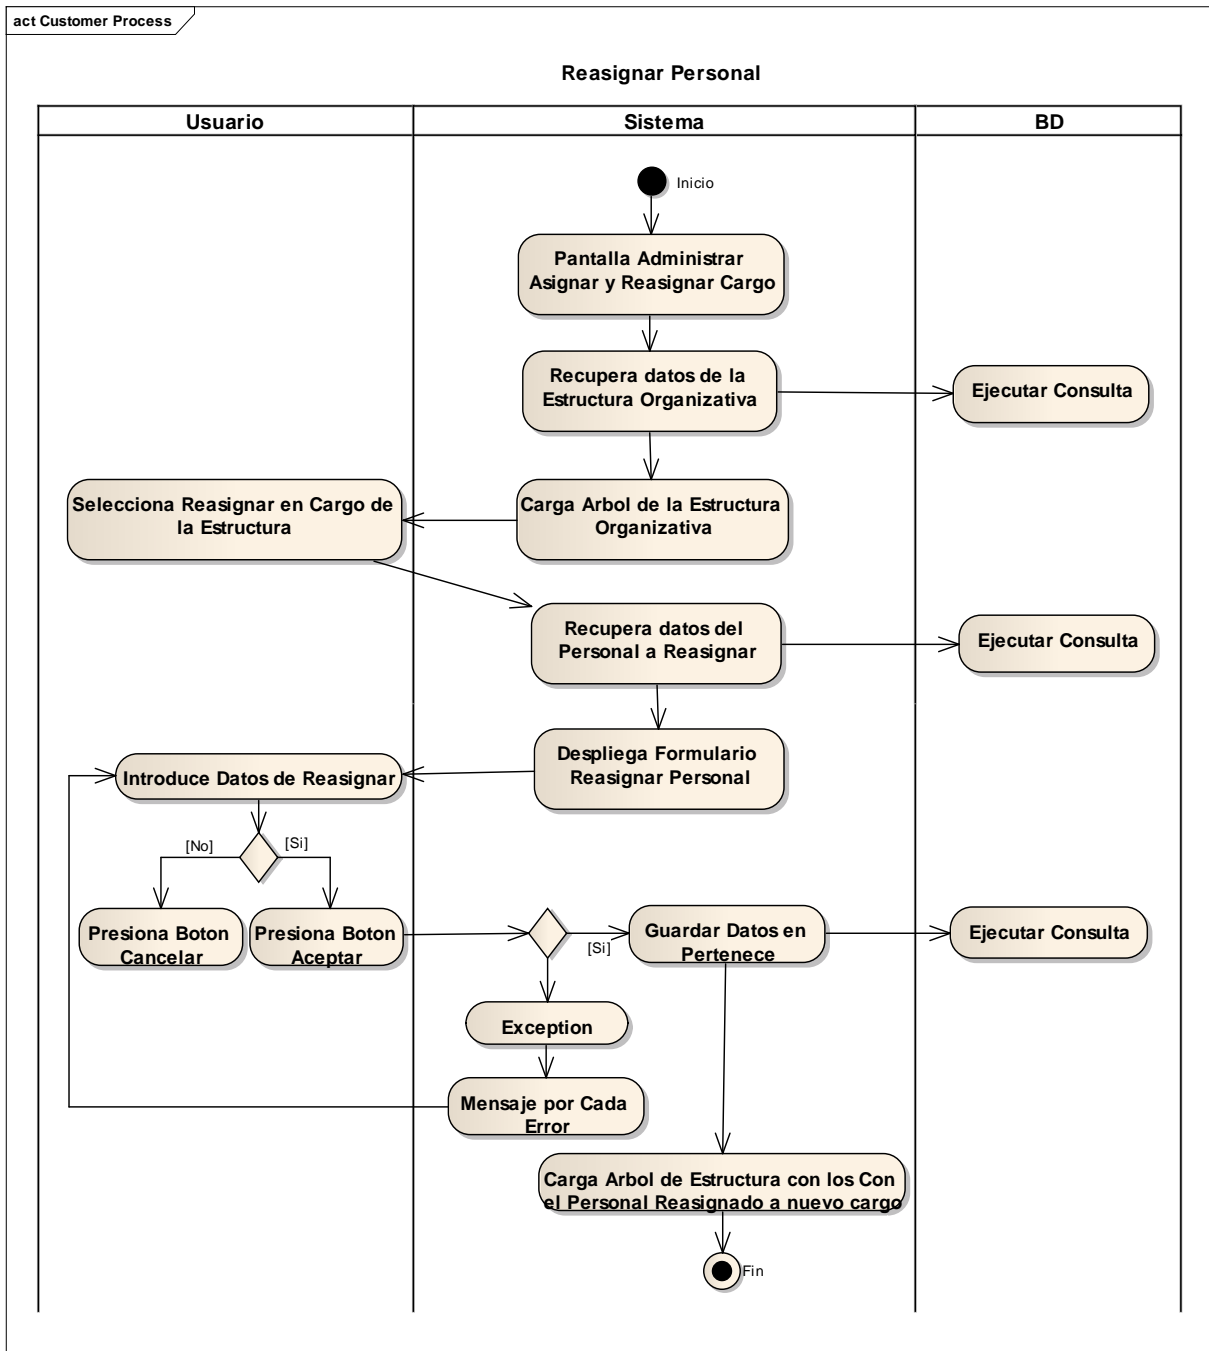 act Customer Process
Reasignar Personal
Usuario
Sistema
BD
Inicio
Pantalla Administrar
Asignar y Reasignar Cargo
Recupera datos de la
Estructura Organizativa
Ejecutar Consulta
Selecciona Reasignar en Cargo de
la Estructura
Carga Arbol de la Estructura
Organizativa
Recupera datos del
Personal a Reasignar
Ejecutar Consulta
Despliega Formulario
Reasignar Personal
Introduce Datos de Reasignar
[No]
[Si]
Presiona Boton
Cancelar
Presiona Boton
Aceptar
[Si]
Guardar Datos en
Pertenece
Ejecutar Consulta
Exception
Mensaje por Cada
Error
Carga Arbol de Estructura con los Con
el Personal Reasignado a nuevo cargo
Fin